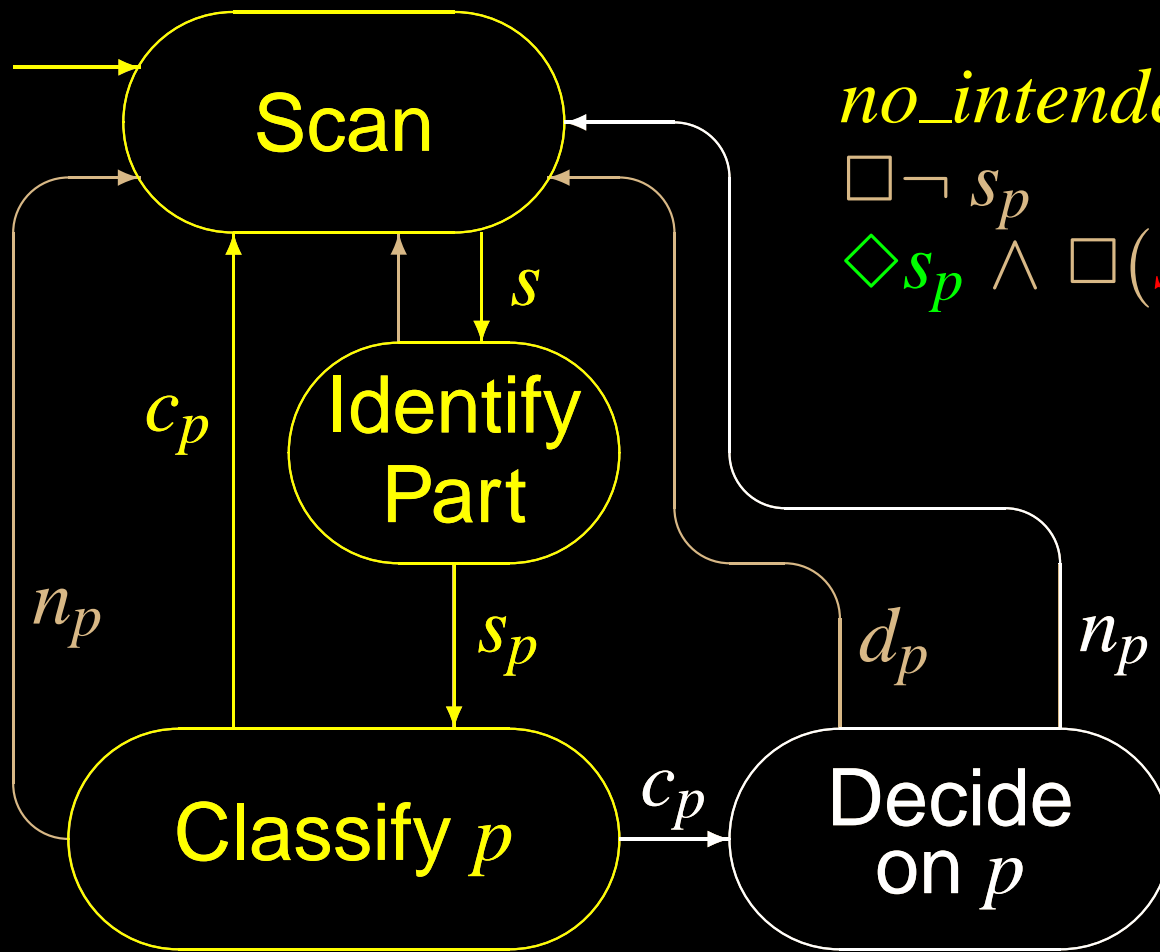 Scan
no_intende
□¬ s_p
◇s_p ∧ □(
s
Identify
Part
c_p
n_p
s_p
d_p
n_p
Classify p
c_p
Decide
on p